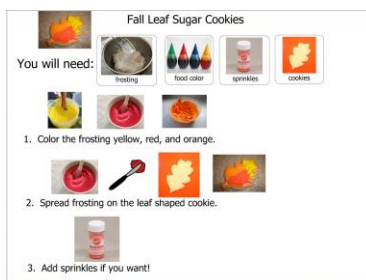 Fall Leaf Sugar Cookies
You will need:
frosting
food color
sprinkles
cookies
1. Color the frosting yellow, red, and orange.
2. Spread frosting on the leaf shaped cookie.
3. Add sprinkles if you want!